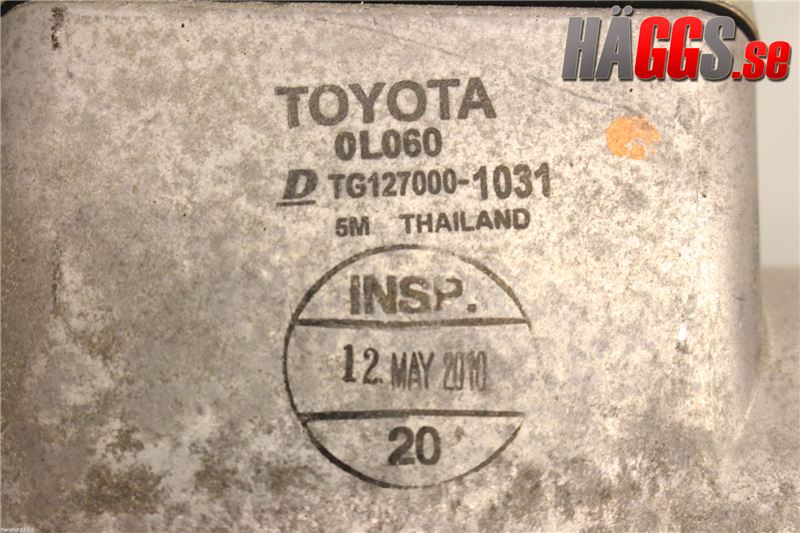 HÄGGS.se
TOYOTA
0L060
D TG127000-1031
5M THAILAND
INSP.
12 MAY 2010
20